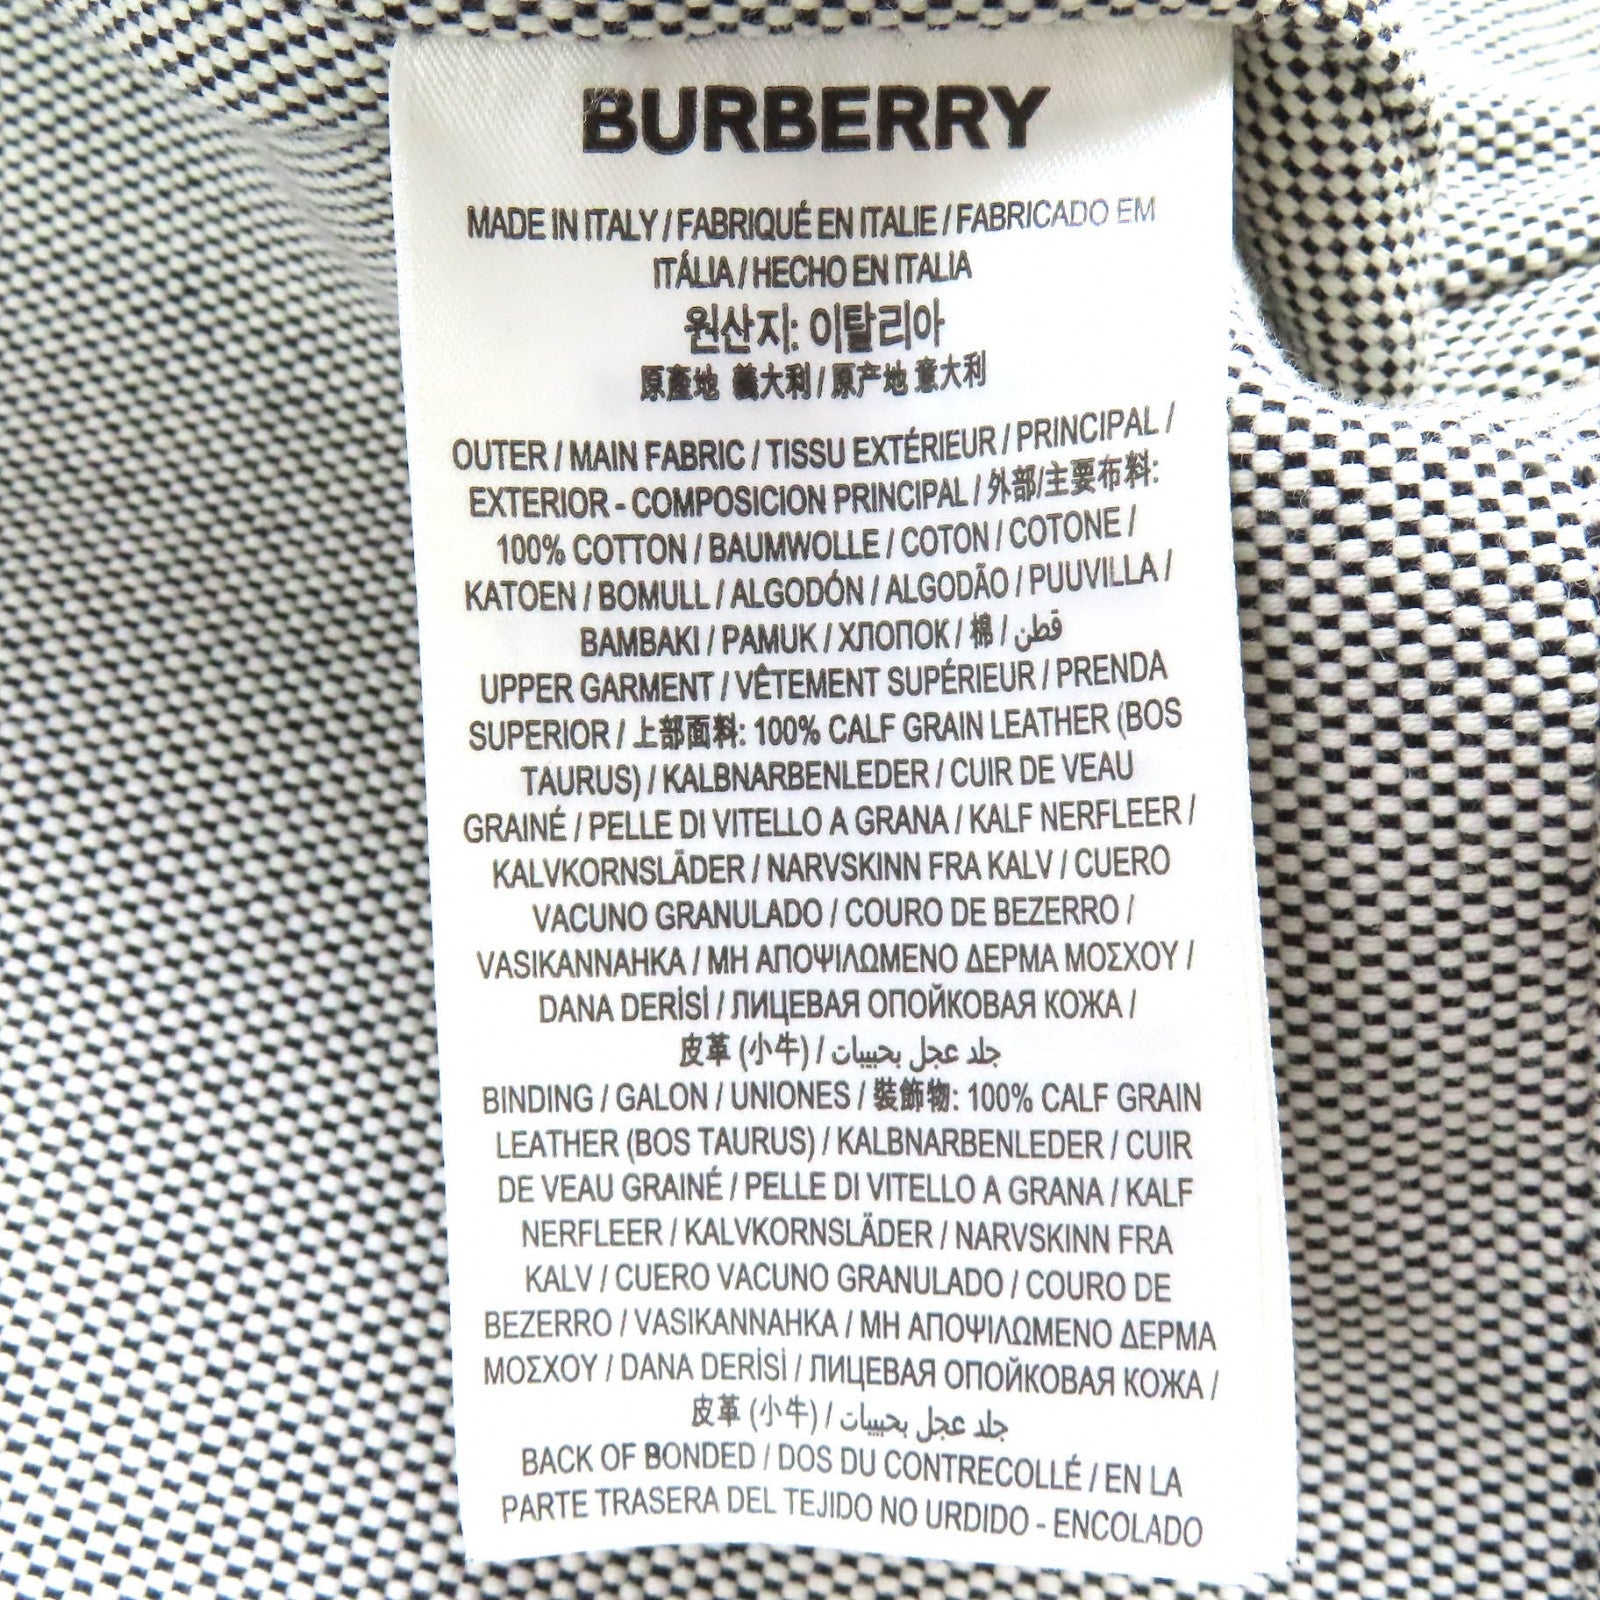 BURBERRY
MADE IN ITALY / FABRIQUÉ EN ITALIE / FABRICADO EM
ITÁLIA / HECHO EN ITALIA
원산지: 이탈리아
原產地 義大利 / 原产地 意大利
OUTER / MAIN FABRIC / TISSU EXTÉRIEUR / PRINCIPAL /
EXTERIOR - COMPOSICION PRINCIPAL / 外部/主要布料:
100% COTTON / BAUMWOLLE / COTON / COTONE /
KATOEN / BOMULL / ALGODÓN / ALGODÃO / PUUVILLA /
BAMBAKI / PAMUK / ХЛОПОК / 棉 / قطن
UPPER GARMENT / VÊTEMENT SUPÉRIEUR / PRENDA
SUPERIOR / 上部面料: 100% CALF GRAIN LEATHER (BOS
TAURUS) / KALBNARBENLEDER / CUIR DE VEAU
GRAINÉ / PELLE DI VITELLO A GRANA / KALF NERFLEER /
KALVKORNSLÄDER / NARVSKINN FRA KALV / CUERO
VACUNO GRANULADO / COURO DE BEZERRO /
VASIKANNAHKA / ΜΗ ΑΠΟΨΙΛΩΜΕΝΟ ΔΕΡΜΑ ΜΟΣΧΟΥ /
DANA DERİSİ / ЛИЦЕВАЯ ОПОЙКОВАЯ КОЖА /
皮革 (小牛) / جلد عجل بحبيبات
BINDING / GALON / UNIONES / 裝飾物: 100% CALF GRAIN
LEATHER (BOS TAURUS) / KALBNARBENLEDER / CUIR
DE VEAU GRAINÉ / PELLE DI VITELLO A GRANA / KALF
NERFLEER / KALVKORNSLÄDER / NARVSKINN FRA
KALV / CUERO VACUNO GRANULADO / COURO DE
BEZERRO / VASIKANNAHKA / ΜΗ ΑΠΟΨΙΛΩΜΕΝΟ ΔΕΡΜΑ
ΜΟΣΧΟΥ / DANA DERİSİ / ЛИЦЕВАЯ ОПОЙКОВАЯ КОЖА /
皮革 (小牛) / جلد عجل بحبيبات
BACK OF BONDED / DOS DU CONTRECOLLÉ / EN LA
PARTE TRASERA DEL TEJIDO NO URDIDO - ENCOLADO